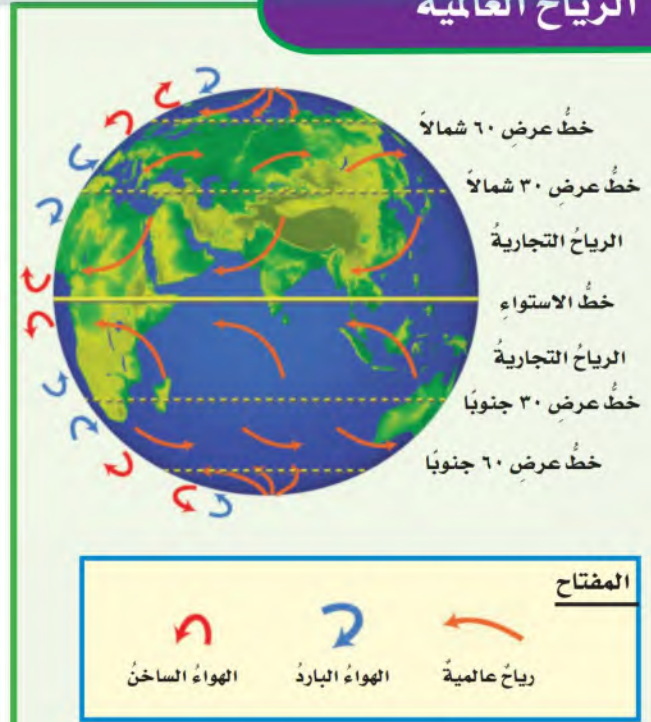 الرياح العالمية
خطُّ عرضِ ٦٠ شمالاً
خطُّ عرضِ ٣٠ شمالاً
الرياحُ التجاريةُ
خطُّ الاستواءِ
الرياحُ التجاريةُ
خطُّ عرضِ ٣٠ جنوبًا
خطُّ عرضِ ٦٠ جنوبًا
المفتاح
رياحٌ عالميةٌ
الهواءُ الباردُ
الهواءُ الساخنُ